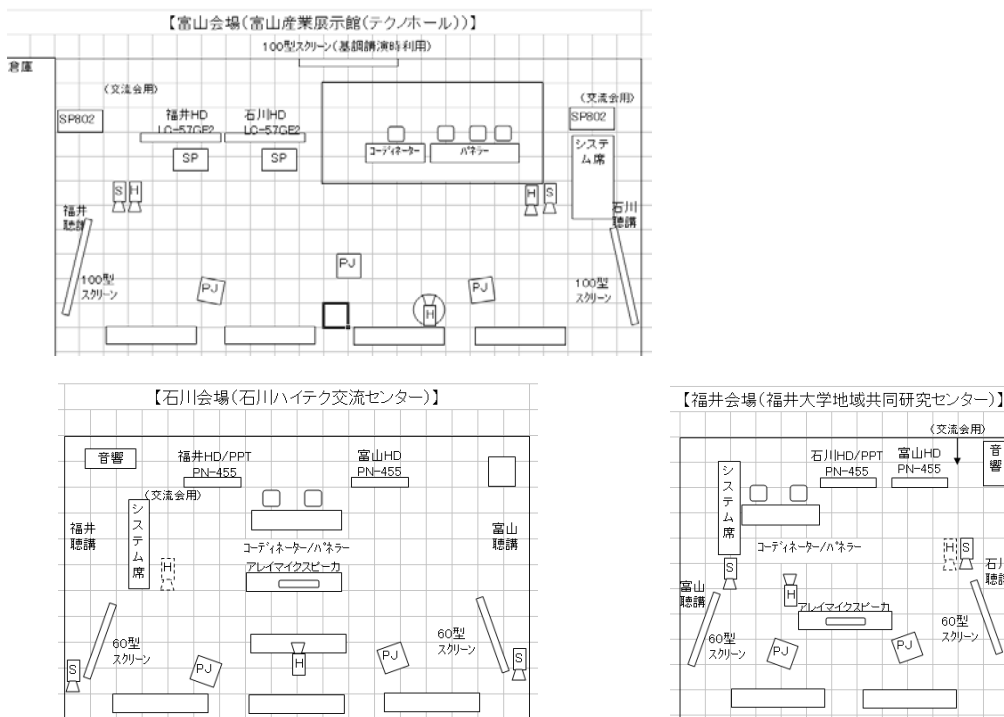 【富山会場(富山産業展示館(テクノホール))】
100型スクリーン(基調講演時利用)
倉庫
(交流会用)
(交流会用)
SP802
福井HD
LC-57GE2
石川HD
LC-57GE2
SP802
システム席
SP
SP
コーディネーター
パネラー
S
H
H
S
福井
聴講
石川
聴講
100型
スクリーン
PJ
PJ
PJ
100型
スクリーン
H
【石川会場(石川ハイテク交流センター)】
音響
福井HD/PPT
PN-455
富山HD
PN-455
(交流会用)
システム席
福井
聴講
富山
聴講
コーディネーター/パネラー
アレイマイクスピーカ
H
60型
スクリーン
60型
スクリーン
PJ
PJ
H
S
S
【福井会場(福井大学地域共同研究センター)】
(交流会用)
石川HD/PPT
PN-455
富山HD
PN-455
音響
システム席
コーディネーター/パネラー
H
S
S
石川
聴講
富山
聴講
H
アレイマイクスピーカ
60型
スクリーン
60型
スクリーン
PJ
PJ